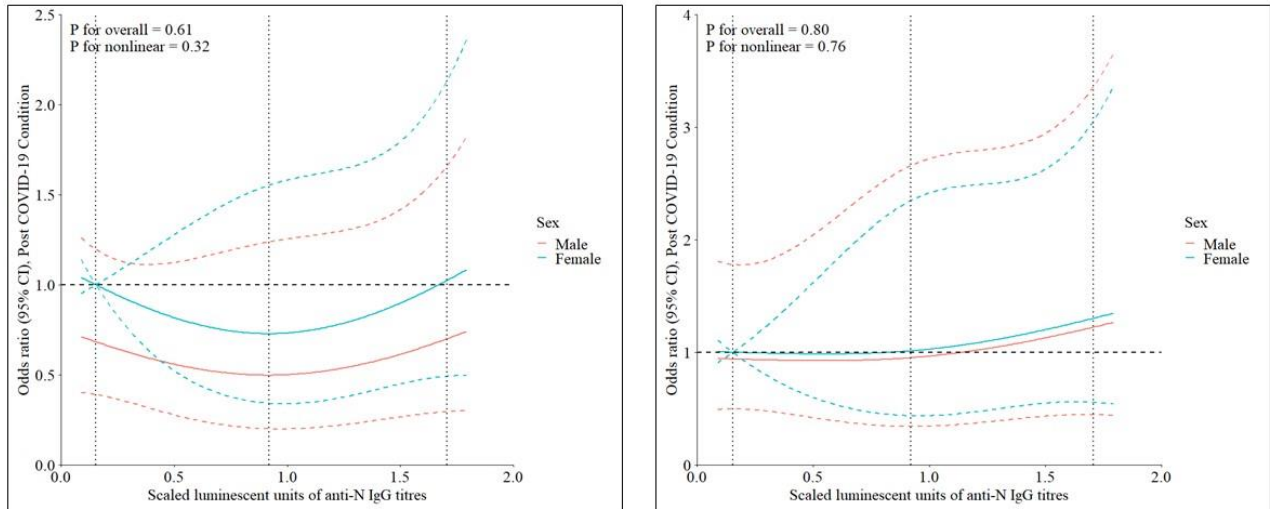 P for overall = 0.61
P for nonlinear = 0.32
Odds ratio (95% CI), Post COVID-19 Condition
2.5
2.0
1.5
1.0
0.5
0.0
0.0 0.5 1.0 1.5 2.0
Scaled luminescent units of anti-N IgG titres
Sex
Male
Female
P for overall = 0.80
P for nonlinear = 0.76
Odds ratio (95% CI), Post COVID-19 Condition
4
3
2
1
0
0.0 0.5 1.0 1.5 2.0
Scaled luminescent units of anti-N IgG titres
Sex
Male
Female